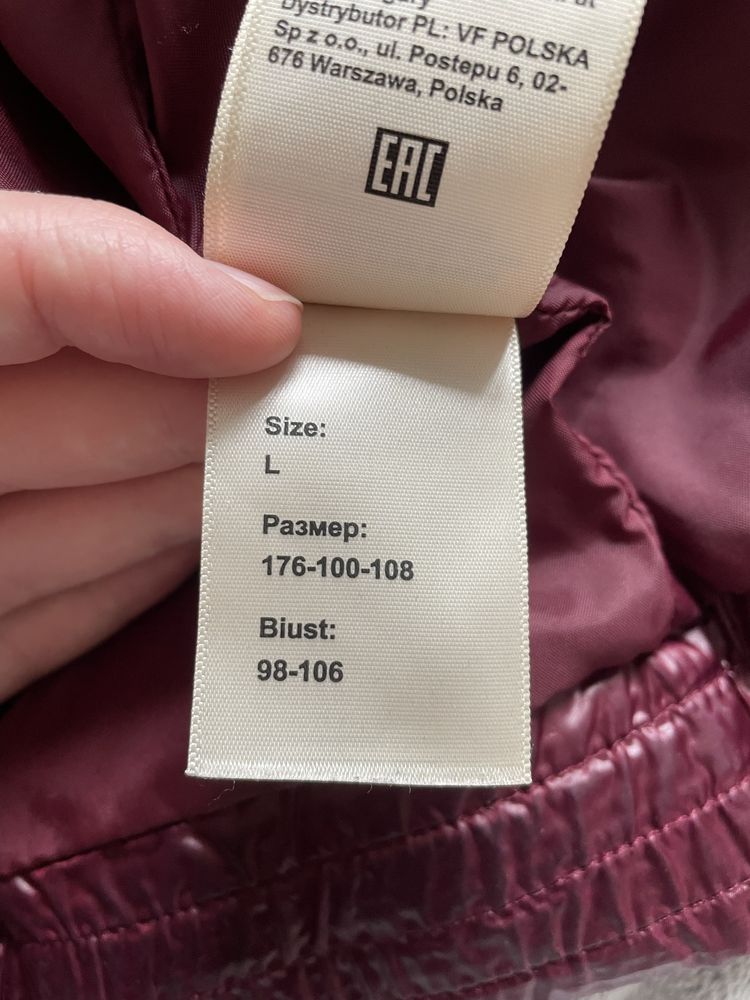 Dystrybutor PL: VF POLSKA
Sp z o.o., ul. Postepu 6, 02-
676 Warszawa, Polska
EAC
Size:
L
Размер:
176-100-108
Biust:
98-106